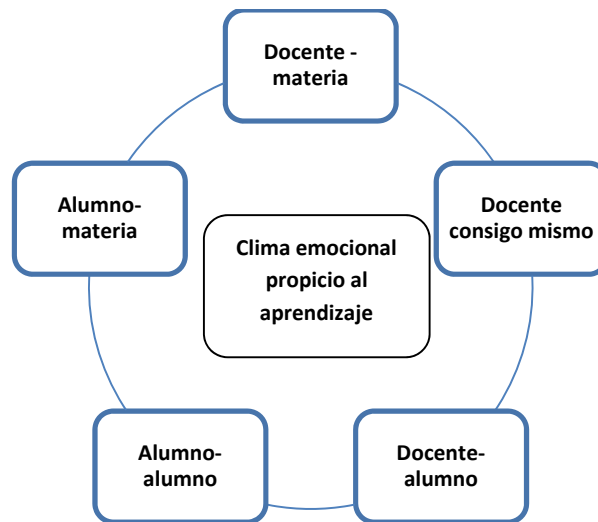 Docente -
materia
Alumno-
materia
Docente
consigo mismo
Clima emocional
propicio al
aprendizaje
Alumno-
alumno
Docente-
alumno